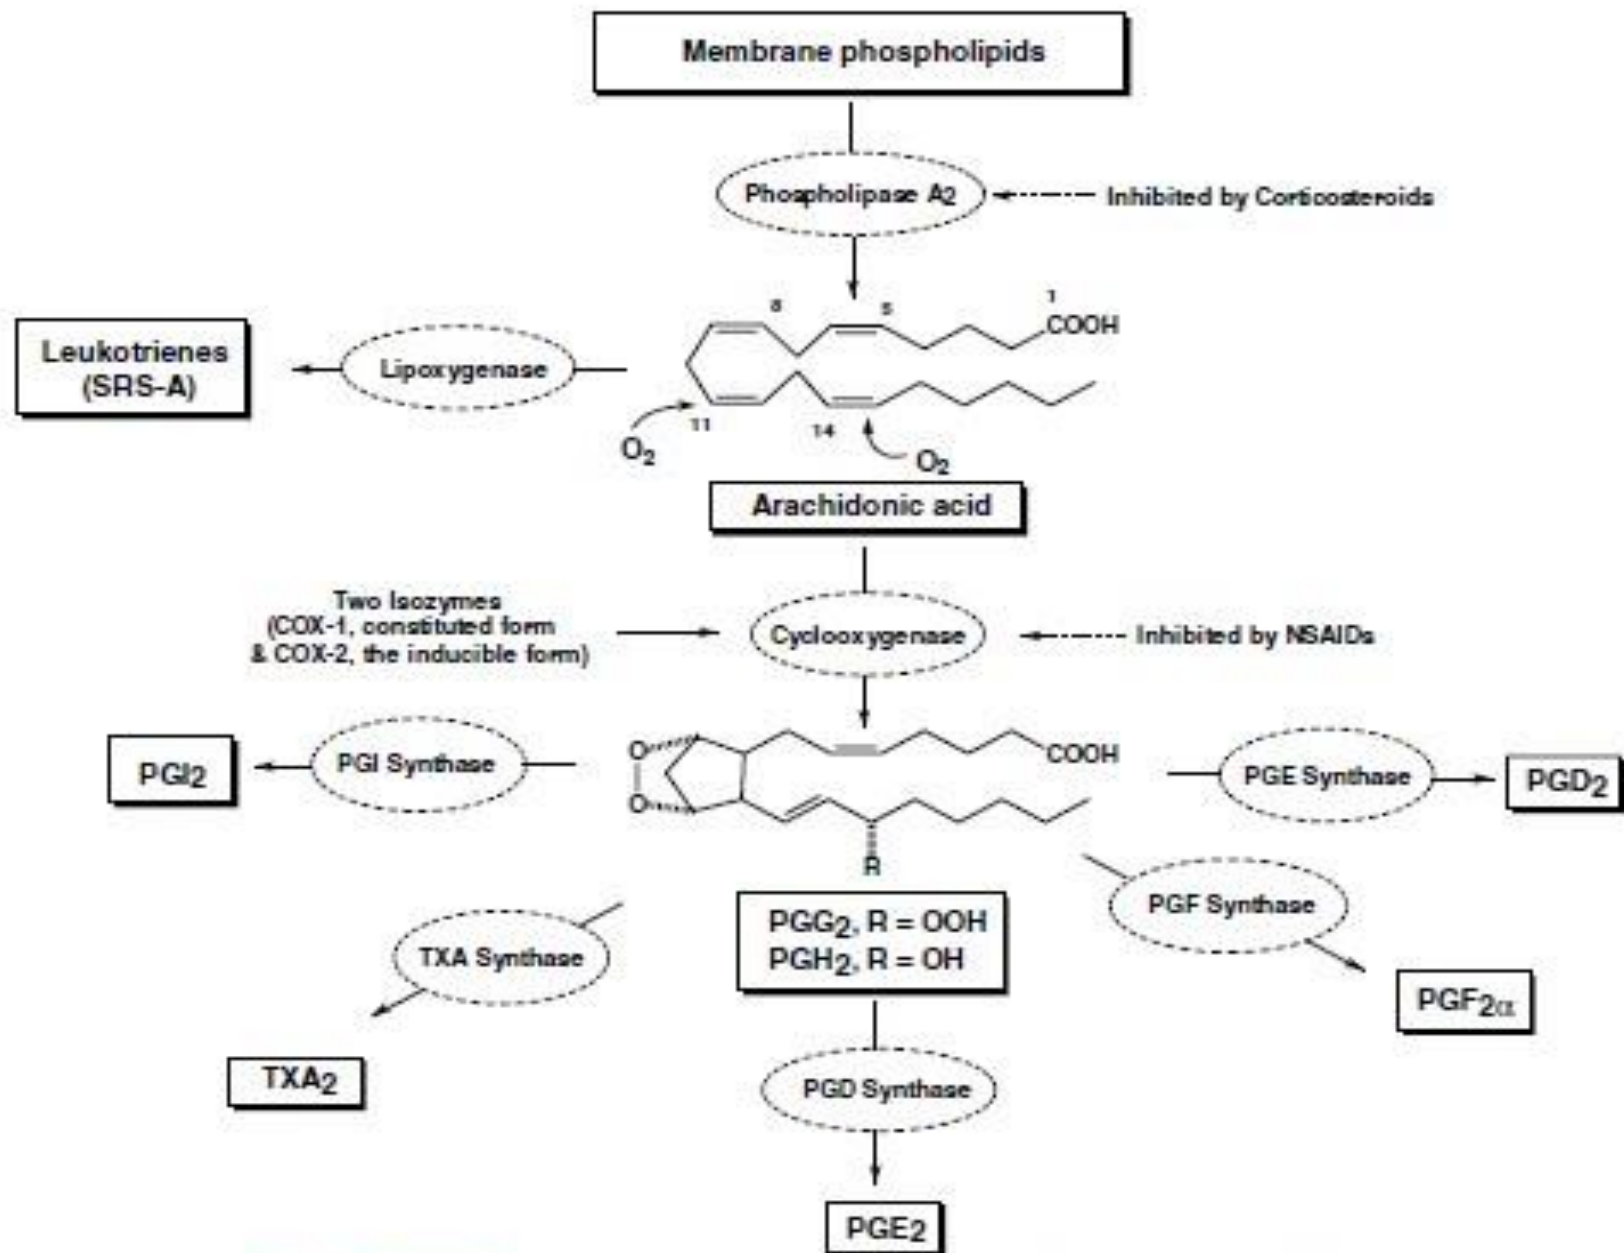 Membrane phospholipids
Phospholipase A2
Inhibited by Corticosteroids
1
8
5
COOH
Leukotrienes
(SRS-A)
Lipoxygenase
11
14
O2
O2
Arachidonic acid
Two Isozymes
(COX-1, constituted form
& COX-2, the inducible form)
Cyclooxygenase
Inhibited by NSAIDs
PGI2
PGI Synthase
O
O
COOH
R
PGE Synthase
PGD2
PGG2, R = OOH
PGH2, R = OH
PGF Synthase
PGF2α
TXA Synthase
TXA2
PGD Synthase
PGE2